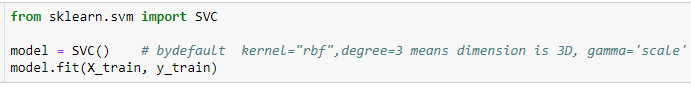 from sklearn.svm import SVC
model = SVC()    # bydefault  kernel="rbf",degree=3 means dimension is 3D, gamma='scale'
model.fit(X_train, y_train)